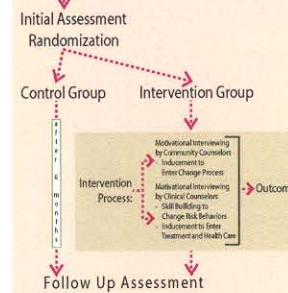 Initial Assessment
Randomization
Control Group
Intervention Group
after 6 months
Intervention
Process:
Motivational Interviewing
by Community Counselors
- Inducement to
Enter Change Process
Motivational Interviewing
by Clinical Counselors
- Skill Building to
Change Risk Behaviors
- Inducement to Enter
Treatment and Health Care
Outcom
Follow Up Assessment